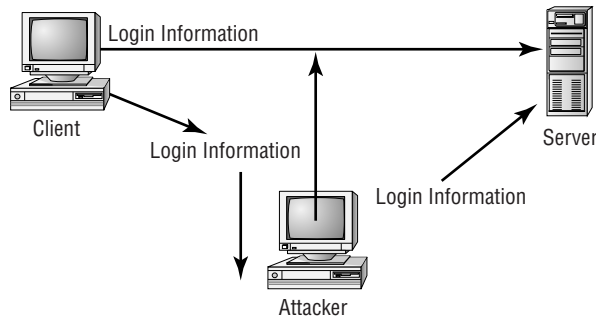 Login Information
Client
Server
Login Information
Login Information
Attacker